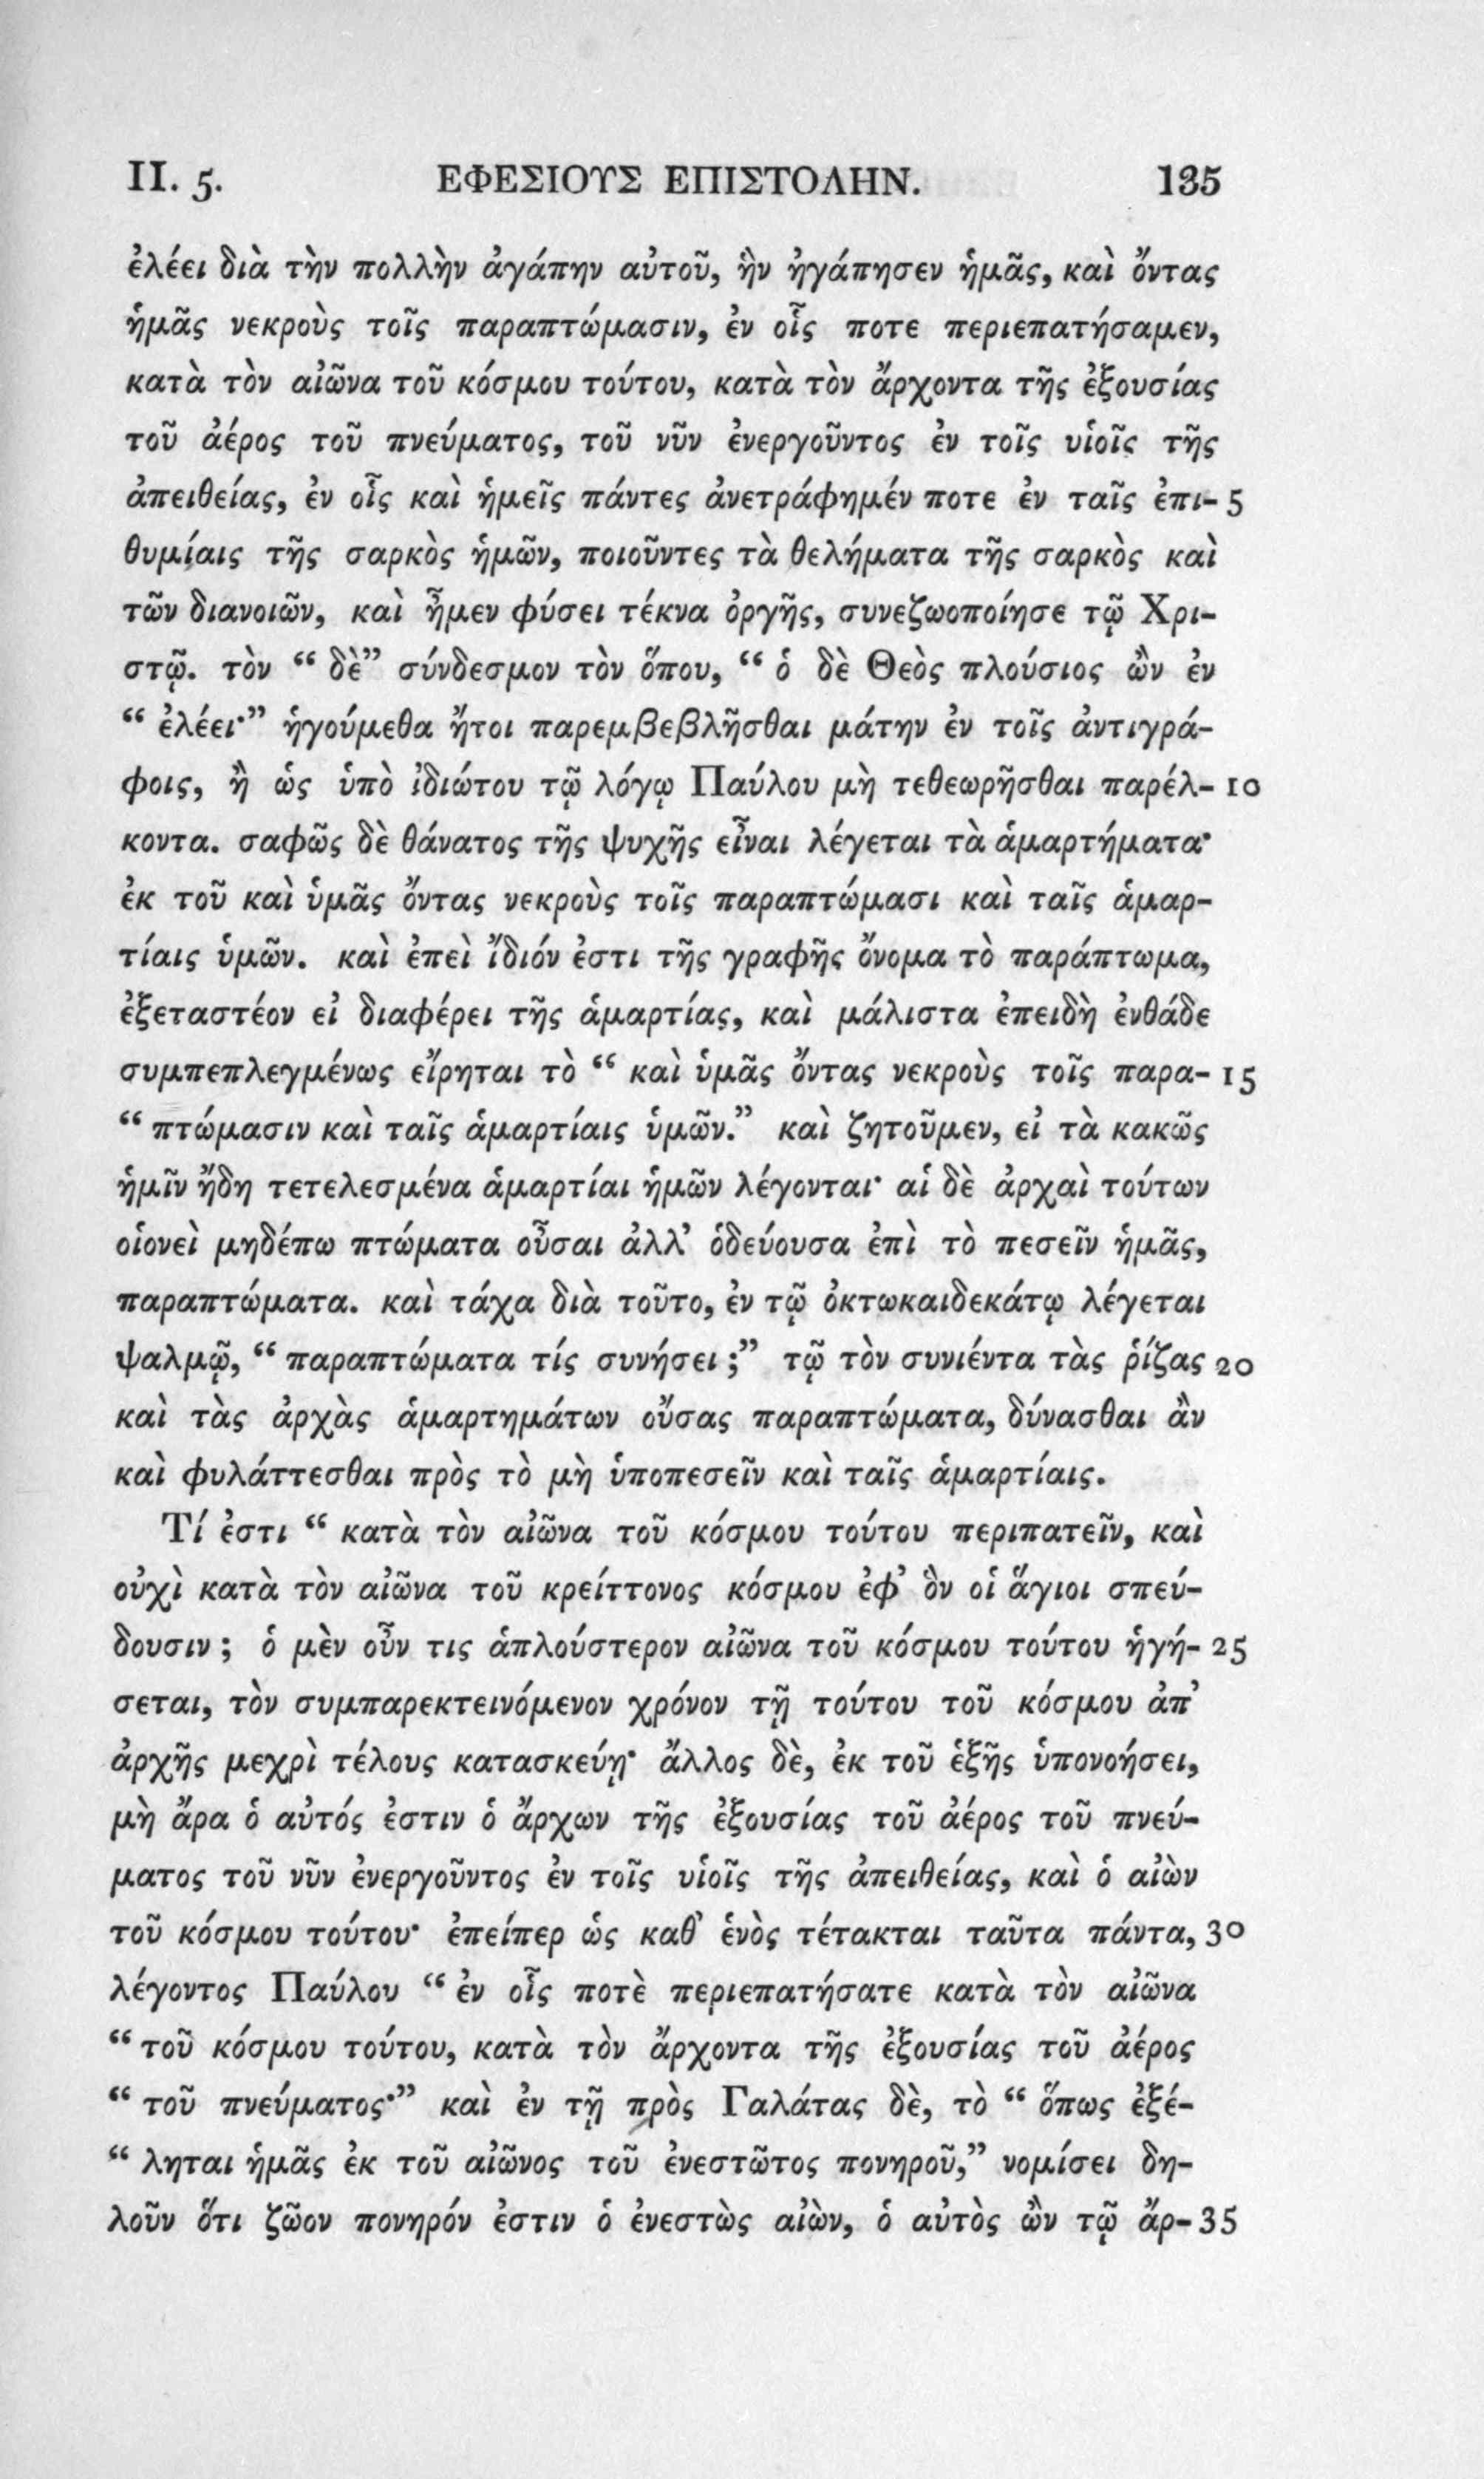 II. 5. ΕΦΕΣΙΟΥΣ ΕΠΙΣΤΟΛΗΝ. 135
ἐλέει διὰ τὴν πολλὴν ἀγάπην αὐτοῦ, ἣν ἠγάπησεν ἡμᾶς, καὶ ὄντας
ἡμᾶς νεκροὺς τοῖς παραπτώμασιν, ἐν οἷς ποτε περιεπατήσαμεν,
κατὰ τὸν αἰῶνα τοῦ κόσμου τούτου, κατὰ τὸν ἄρχοντα τῆς ἐξουσίας
τοῦ ἀέρος τοῦ πνεύματος, τοῦ νῦν ἐνεργοῦντος ἐν τοῖς υἱοῖς τῆς
ἀπειθείας, ἐν οἷς καὶ ἡμεῖς πάντες ἀνετράφημέν ποτε ἐν ταῖς ἐπι- 5
θυμίαις τῆς σαρκὸς ἡμῶν, ποιοῦντες τὰ θελήματα τῆς σαρκὸς καὶ
τῶν διανοιῶν, καὶ ἦμεν φύσει τέκνα ὀργῆς, συνεζωοποίησε τῷ Χρι-
στῷ. τὸν “ δὲ” σύνδεσμον τὸν ὅπου, “ ὁ δὲ Θεὸς πλούσιος ὢν ἐν
“ ἐλέει·” ἡγούμεθα ἤτοι παρεμβεβλῆσθαι μάτην ἐν τοῖς ἀντιγρά-
φοις, ἢ ὡς ὑπὸ ἰδιώτου τῷ λόγῳ Παύλου μὴ τεθεωρῆσθαι παρέλ- 10
κοντα. σαφῶς δὲ θάνατος τῆς ψυχῆς εἶναι λέγεται τὰ ἁμαρτήματα·
ἐκ τοῦ καὶ ὑμᾶς ὄντας νεκροὺς τοῖς παραπτώμασι καὶ ταῖς ἁμαρ-
τίαις ὑμῶν. καὶ ἐπεὶ ἴδιόν ἐστι τῆς γραφῆς ὄνομα τὸ παράπτωμα,
ἐξεταστέον εἰ διαφέρει τῆς ἁμαρτίας, καὶ μάλιστα ἐπειδὴ ἐνθάδε
συμπεπλεγμένως εἴρηται τὸ “ καὶ ὑμᾶς ὄντας νεκροὺς τοῖς παρα- 15
“ πτώμασιν καὶ ταῖς ἁμαρτίαις ὑμῶν.” καὶ ζητοῦμεν, εἰ τὰ κακῶς
ἡμῖν ἤδη τετελεσμένα ἁμαρτίαι ἡμῶν λέγονται· αἱ δὲ ἀρχαὶ τούτων
οἱονεὶ μηδέπω πτώματα οὖσαι ἀλλ’ ὁδεύουσα ἐπὶ τὸ πεσεῖν ἡμᾶς,
παραπτώματα. καὶ τάχα διὰ τοῦτο, ἐν τῷ ὀκτωκαιδεκάτῳ λέγεται
ψαλμῷ, “ παραπτώματα τίς συνήσει ;” τῷ τὸν συνιέντα τὰς ῥίζας 20
καὶ τὰς ἀρχὰς ἁμαρτημάτων οὔσας παραπτώματα, δύνασθαι ἂν
καὶ φυλάττεσθαι πρὸς τὸ μὴ ὑποπεσεῖν καὶ ταῖς ἁμαρτίαις.
Τί ἐστι “ κατὰ τὸν αἰῶνα τοῦ κόσμου τούτου περιπατεῖν, καὶ
οὐχὶ κατὰ τὸν αἰῶνα τοῦ κρείττονος κόσμου ἐφ’ ὃν οἱ ἅγιοι σπεύ-
δουσιν ; ὁ μὲν οὖν τις ἁπλούστερον αἰῶνα τοῦ κόσμου τούτου ἡγή- 25
σεται, τὸν συμπαρεκτεινόμενον χρόνον τῇ τούτου τοῦ κόσμου ἀπ’
ἀρχῆς μεχρὶ τέλους κατασκεύῃ· ἄλλος δὲ, ἐκ τοῦ ἑξῆς ὑπονοήσει,
μὴ ἄρα ὁ αὐτός ἐστιν ὁ ἄρχων τῆς ἐξουσίας τοῦ ἀέρος τοῦ πνεύ-
ματος τοῦ νῦν ἐνεργοῦντος ἐν τοῖς υἱοῖς τῆς ἀπειθείας, καὶ ὁ αἰὼν
τοῦ κόσμου τούτου· ἐπείπερ ὡς καθ’ ἑνὸς τέτακται ταῦτα πάντα, 30
λέγοντος Παύλου “ ἐν οἷς ποτὲ περιεπατήσατε κατὰ τὸν αἰῶνα
“ τοῦ κόσμου τούτου, κατὰ τὸν ἄρχοντα τῆς ἐξουσίας τοῦ ἀέρος
“ τοῦ πνεύματος·” καὶ ἐν τῇ πρὸς Γαλάτας δὲ, τὸ “ ὅπως ἐξέ-
“ ληται ἡμᾶς ἐκ τοῦ αἰῶνος τοῦ ἐνεστῶτος πονηροῦ,” νομίσει δη-
λοῦν ὅτι ζῶον πονηρόν ἐστιν ὁ ἐνεστὼς αἰὼν, ὁ αὐτὸς ὢν τῷ ἄρ- 35